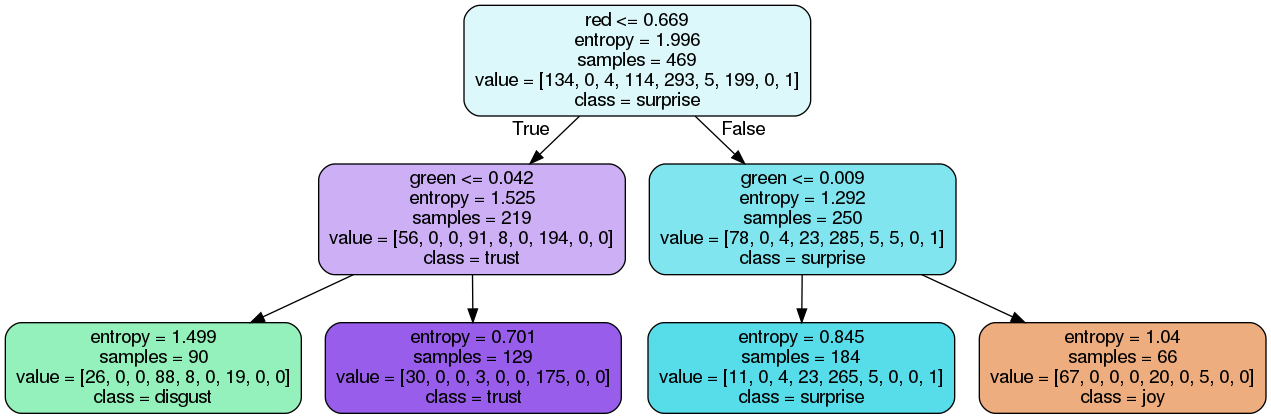 red <= 0.669
entropy = 1.996
samples = 469
value = [134, 0, 4, 114, 293, 5, 199, 0, 1]
class = surprise
True
False
green <= 0.042
entropy = 1.525
samples = 219
value = [56, 0, 0, 91, 8, 0, 194, 0, 0]
class = trust
green <= 0.009
entropy = 1.292
samples = 250
value = [78, 0, 4, 23, 285, 5, 5, 0, 1]
class = surprise
entropy = 1.499
samples = 90
value = [26, 0, 0, 88, 8, 0, 19, 0, 0]
class = disgust
entropy = 0.701
samples = 129
value = [30, 0, 0, 3, 0, 0, 175, 0, 0]
class = trust
entropy = 0.845
samples = 184
value = [11, 0, 4, 23, 265, 5, 0, 0, 1]
class = surprise
entropy = 1.04
samples = 66
value = [67, 0, 0, 0, 20, 0, 5, 0, 0]
class = joy